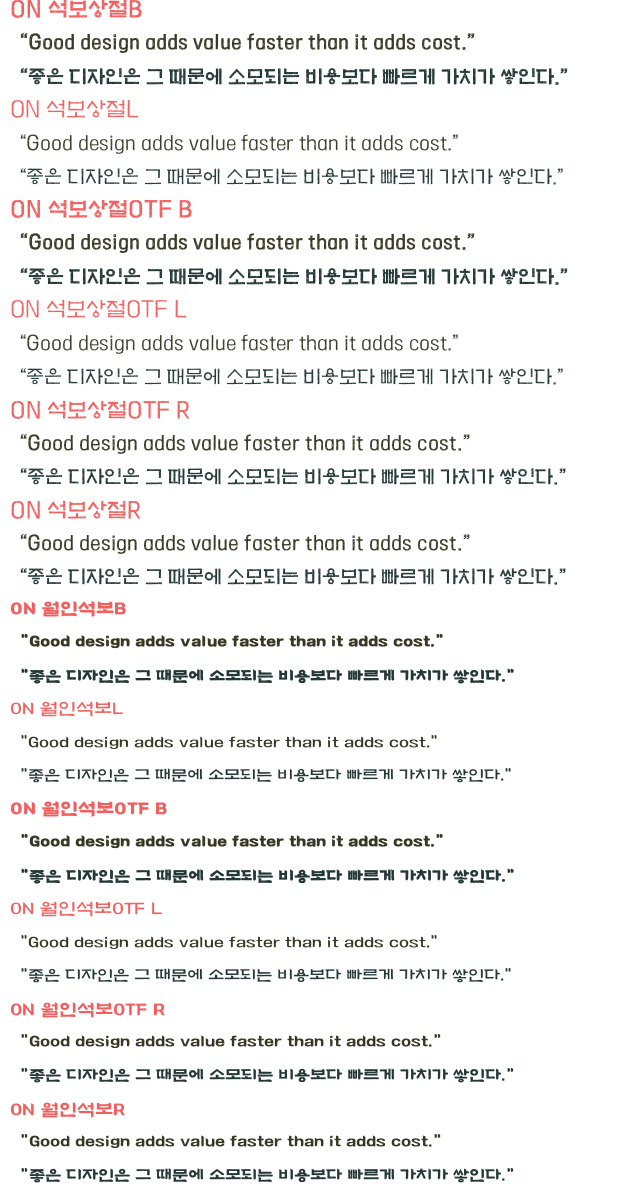 ON 석보상절B
“Good design adds value faster than it adds cost.”
“좋은 디자인은 그 때문에 소모되는 비용보다 빠르게 가치가 쌓인다.”
ON 석보상절L
“Good design adds value faster than it adds cost.”
“좋은 디자인은 그 때문에 소모되는 비용보다 빠르게 가치가 쌓인다.”
ON 석보상절OTF B
“Good design adds value faster than it adds cost.”
“좋은 디자인은 그 때문에 소모되는 비용보다 빠르게 가치가 쌓인다.”
ON 석보상절OTF L
“Good design adds value faster than it adds cost.”
“좋은 디자인은 그 때문에 소모되는 비용보다 빠르게 가치가 쌓인다.”
ON 석보상절OTF R
“Good design adds value faster than it adds cost.”
“좋은 디자인은 그 때문에 소모되는 비용보다 빠르게 가치가 쌓인다.”
ON 석보상절R
“Good design adds value faster than it adds cost.”
“좋은 디자인은 그 때문에 소모되는 비용보다 빠르게 가치가 쌓인다.”
ON 월인석보B
"Good design adds value faster than it adds cost."
"좋은 디자인은 그 때문에 소모되는 비용보다 빠르게 가치가 쌓인다."
ON 월인석보L
"Good design adds value faster than it adds cost."
"좋은 디자인은 그 때문에 소모되는 비용보다 빠르게 가치가 쌓인다."
ON 월인석보OTF B
"Good design adds value faster than it adds cost."
"좋은 디자인은 그 때문에 소모되는 비용보다 빠르게 가치가 쌓인다."
ON 월인석보OTF L
"Good design adds value faster than it adds cost."
"좋은 디자인은 그 때문에 소모되는 비용보다 빠르게 가치가 쌓인다."
ON 월인석보OTF R
"Good design adds value faster than it adds cost."
"좋은 디자인은 그 때문에 소모되는 비용보다 빠르게 가치가 쌓인다."
ON 월인석보R
"Good design adds value faster than it adds cost."
"좋은 디자인은 그 때문에 소모되는 비용보다 빠르게 가치가 쌓인다."